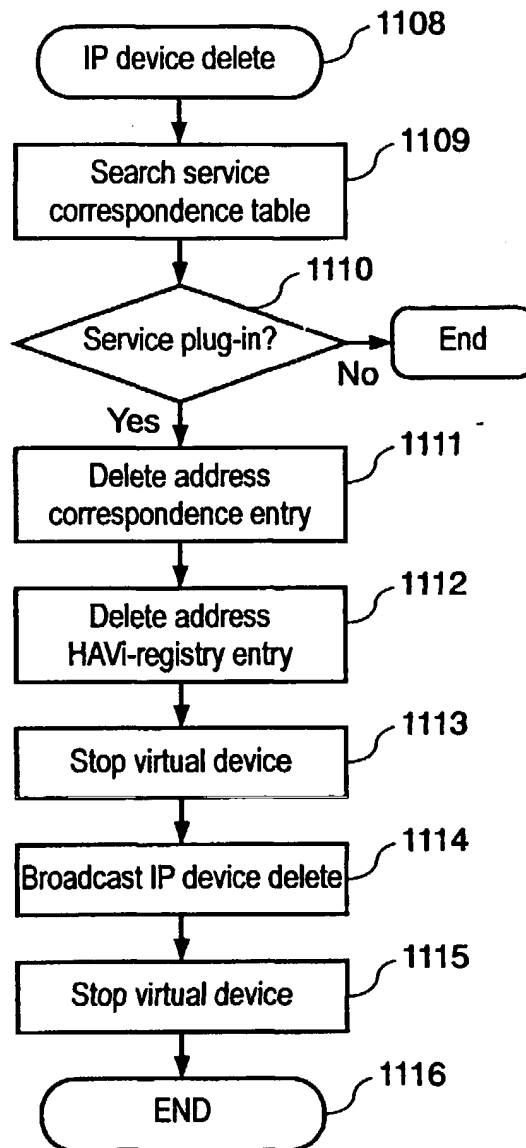 1108
IP device delete
1109
Search service
correspondence table
1110
Service plug-in?
End
No
Yes
1111
Delete address
correspondence entry
1112
Delete address
HAVi-registry entry
1113
Stop virtual device
1114
Broadcast IP device delete
1115
Stop virtual device
1116
END